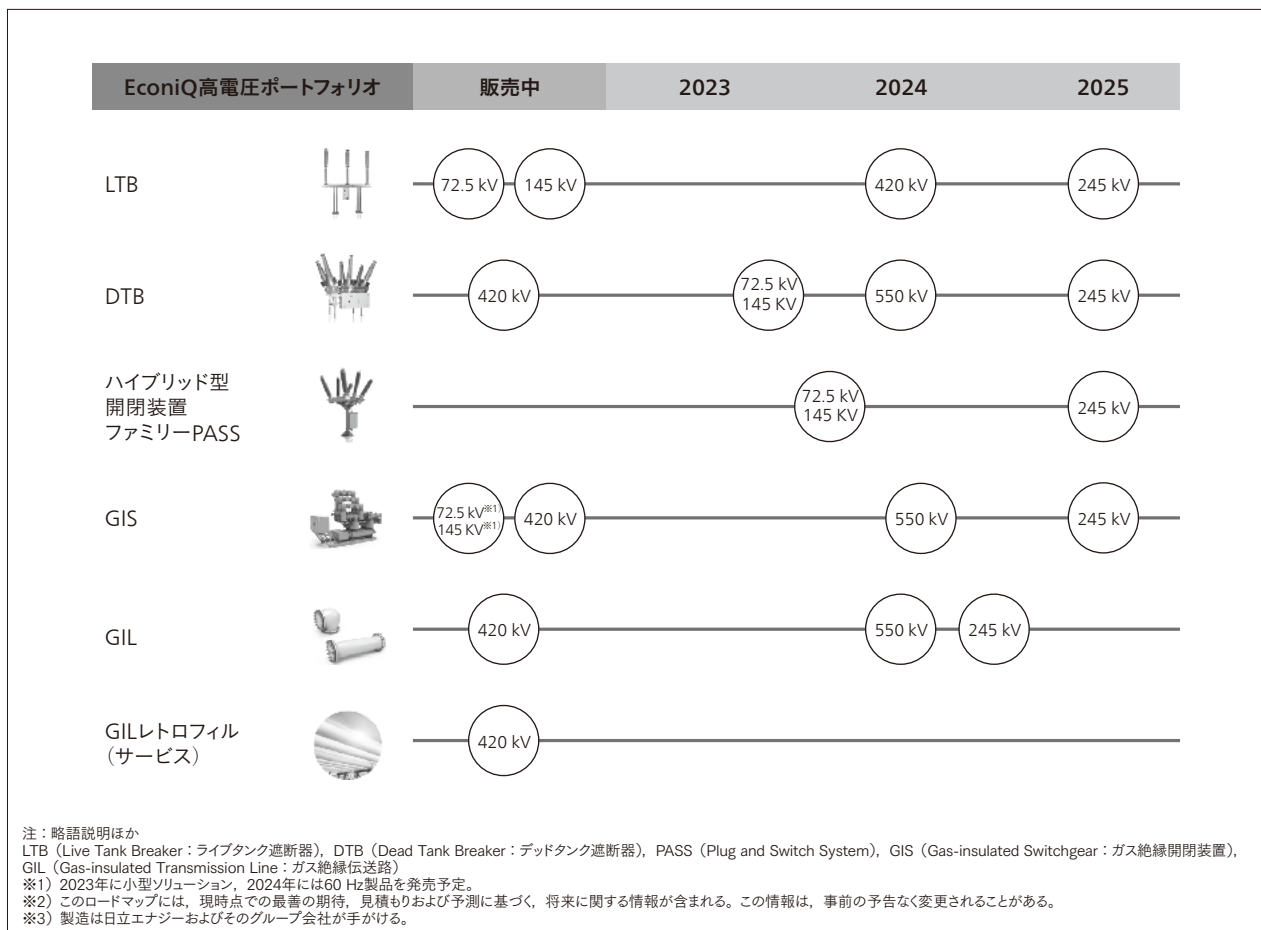 EconiQ高電圧ポートフォリオ 販売中 2023 2024 2025
LTB 72.5 kV 145 kV 420 kV 245 kV
DTB 420 kV 72.5 kV 145 KV 550 kV 245 kV
ハイブリッド型
開閉装置
ファミリーPASS
72.5 kV
145 KV
245 kV
GIS
72.5 kV※1)
145 KV※1)
420 kV 550 kV 245 kV
GIL 420 kV 550 kV 245 kV
GILレトロフィル
（サービス）
420 kV
注：略語説明ほか
LTB（Live Tank Breaker：ライブタンク遮断器），DTB（Dead Tank Breaker：デッドタンク遮断器），PASS（Plug and Switch System），GIS（Gas-insulated Switchgear：ガス絶縁開閉装置），
GIL（Gas-insulated Transmission Line：ガス絶縁伝送路）
※1）2023年に小型ソリューション，2024年には60 Hz製品を発売予定。
※2）このロードマップには，現時点での最善の期待，見積もりおよび予測に基づく，将来に関する情報が含まれる。この情報は，事前の予告なく変更されることがある。
※3）製造は日立エナジーおよびそのグループ会社が手がける。